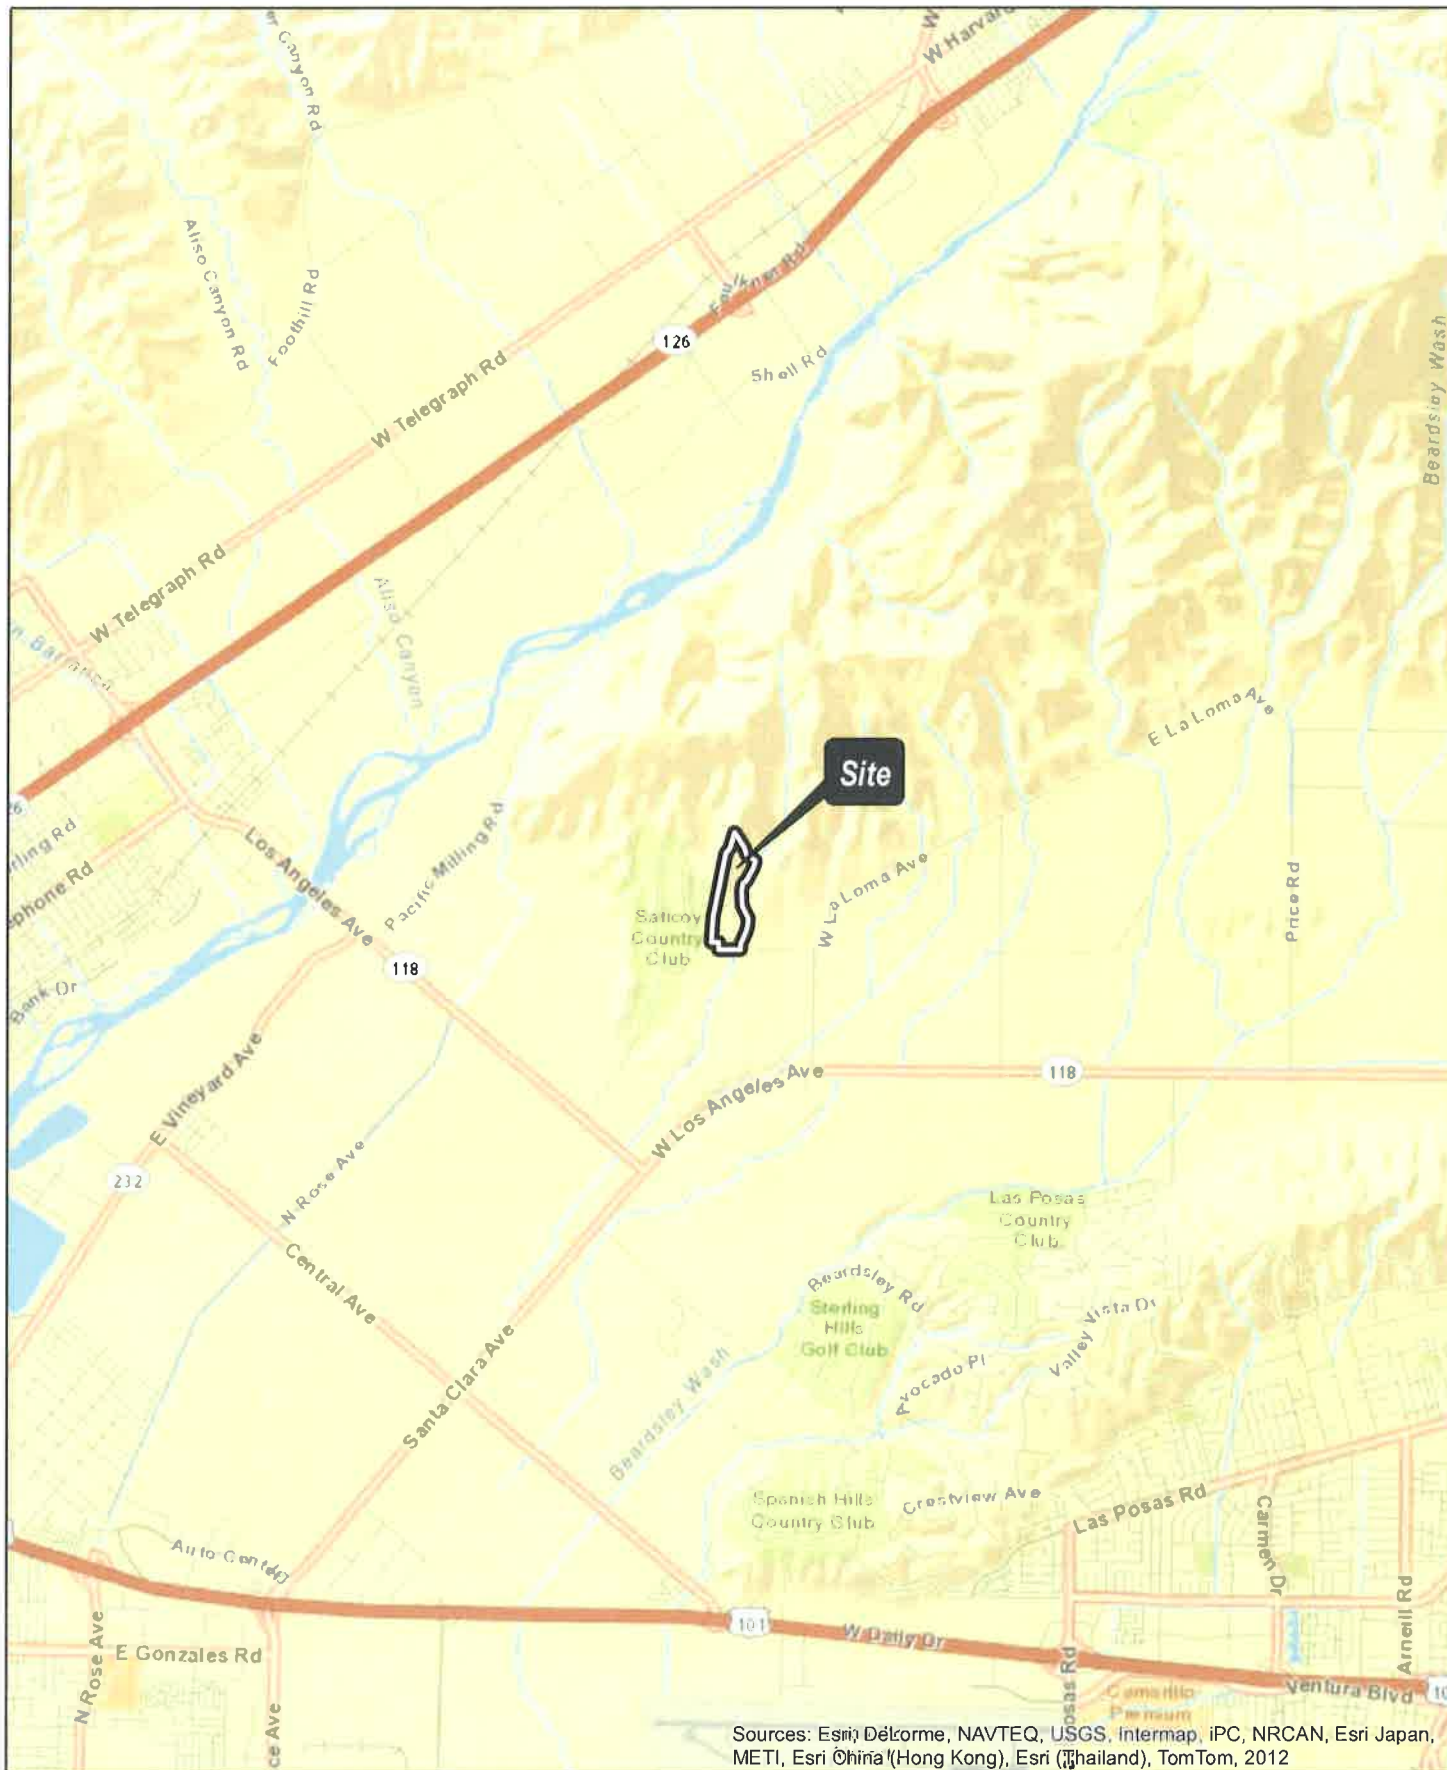 Canyon Rd
W Harvard
Aliso Canyon Rd
Foothill Rd
Faulkner Rd
126
Shell Rd
W Telegraph Rd
Beardsley Wash
W Telegraph Rd
Aliso Canyon
E La Loma Ave
Site
Los Angeles Ave
Pacific Milling Rd
W La Loma Ave
Price Rd
Saticoy
Country
Club
118
Bank Dr
E Vineyard Ave
118
W Los Angeles Ave
N Rose Ave
232
Las Posas
Country
Club
Central Ave
Beardsley Rd
Sterling
Hills
Golf Club
Valley Vista Dr
Avocado Pl
Santa Clara Ave
Beardsley Wash
Spanish Hills
Country Club
Crestview Ave
Las Posas Rd
Carmen Dr
Arneill Rd
101
W Daily Dr
N Rose Ave
E Gonzales Rd
Ventura Blvd
Camarillo
Premium
Sources: Esri, DeLorme, NAVTEQ, USGS, Intermap, iPC, NRCAN, Esri Japan,
METI, Esri China (Hong Kong), Esri (Thailand), TomTom, 2012